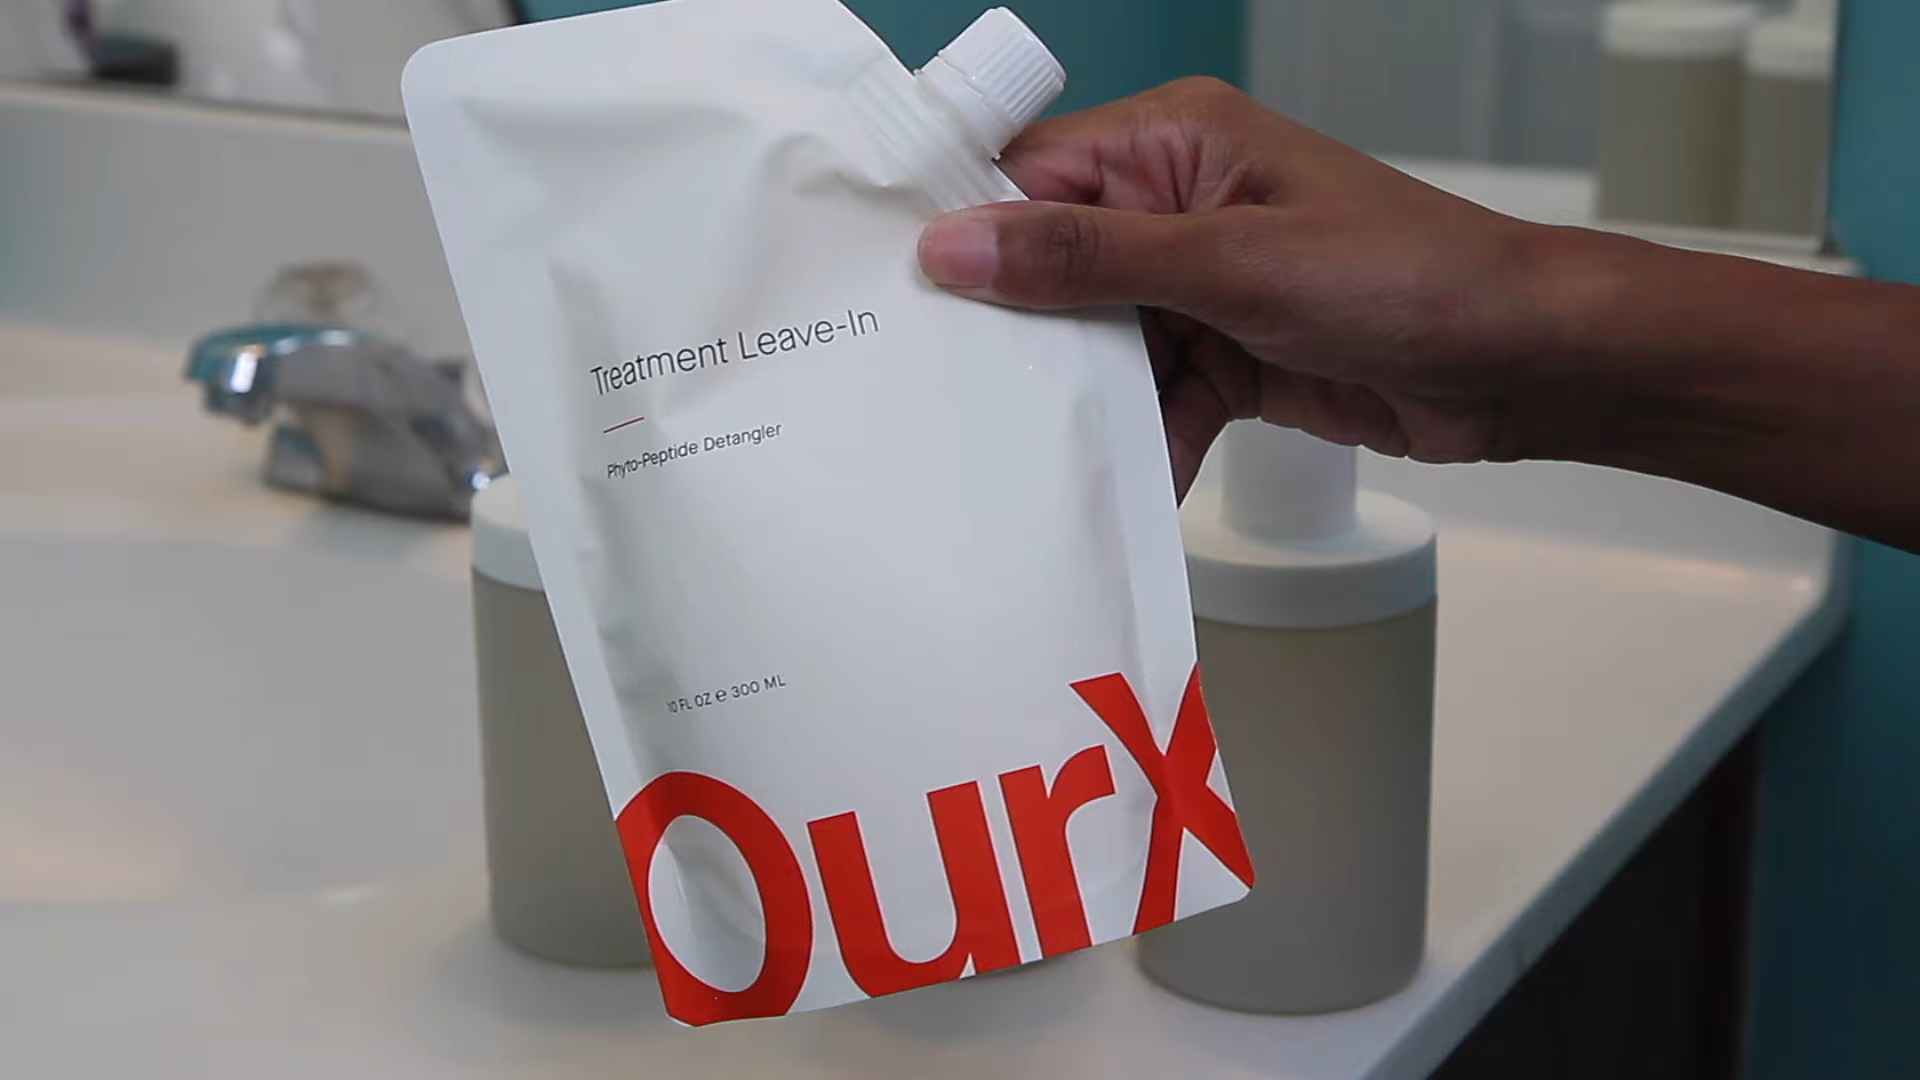 Treatment Leave-In
Phyto-Peptide Detangler
10 FL OZ ℮ 300 ML
OurX